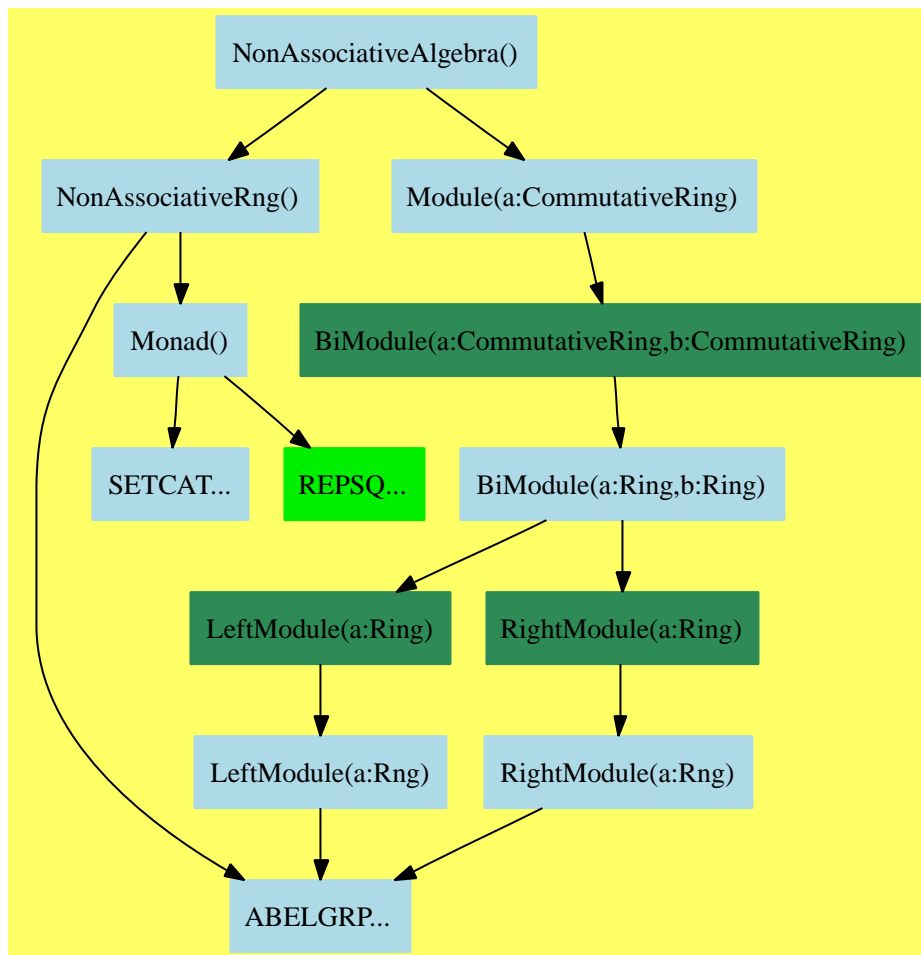 NonAssociativeAlgebra()
NonAssociativeRng()
Module(a:CommutativeRing)
Monad()
BiModule(a:CommutativeRing,b:CommutativeRing)
SETCAT...
REPSQ...
BiModule(a:Ring,b:Ring)
LeftModule(a:Ring)
RightModule(a:Ring)
LeftModule(a:Rng)
RightModule(a:Rng)
ABELGRP...